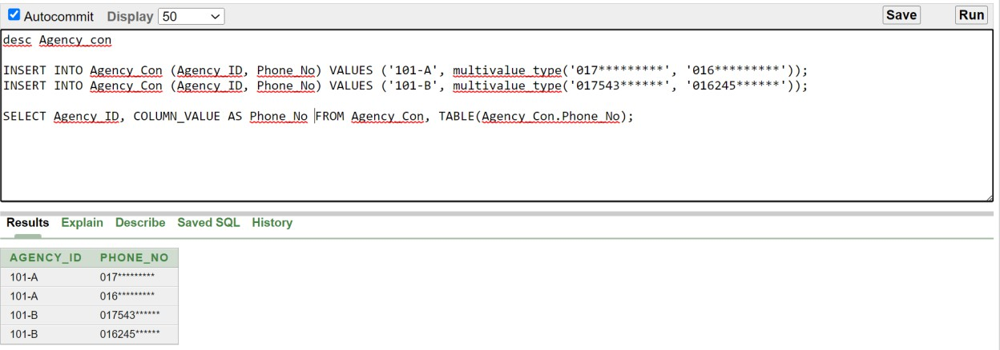 Autocommit Display 50 Save Run
desc Agency_con
INSERT INTO Agency_Con (Agency_ID, Phone_No) VALUES ('101-A', multivalue_type('017*********', '016*********'));
INSERT INTO Agency_Con (Agency_ID, Phone_No) VALUES ('101-B', multivalue_type('017543******', '016245******'));
SELECT Agency_ID, COLUMN_VALUE AS Phone_No FROM Agency_Con, TABLE(Agency_Con.Phone_No);
Results Explain Describe Saved SQL History
AGENCY_ID PHONE_NO
101-A 017*********
101-A 016*********
101-B 017543******
101-B 016245******